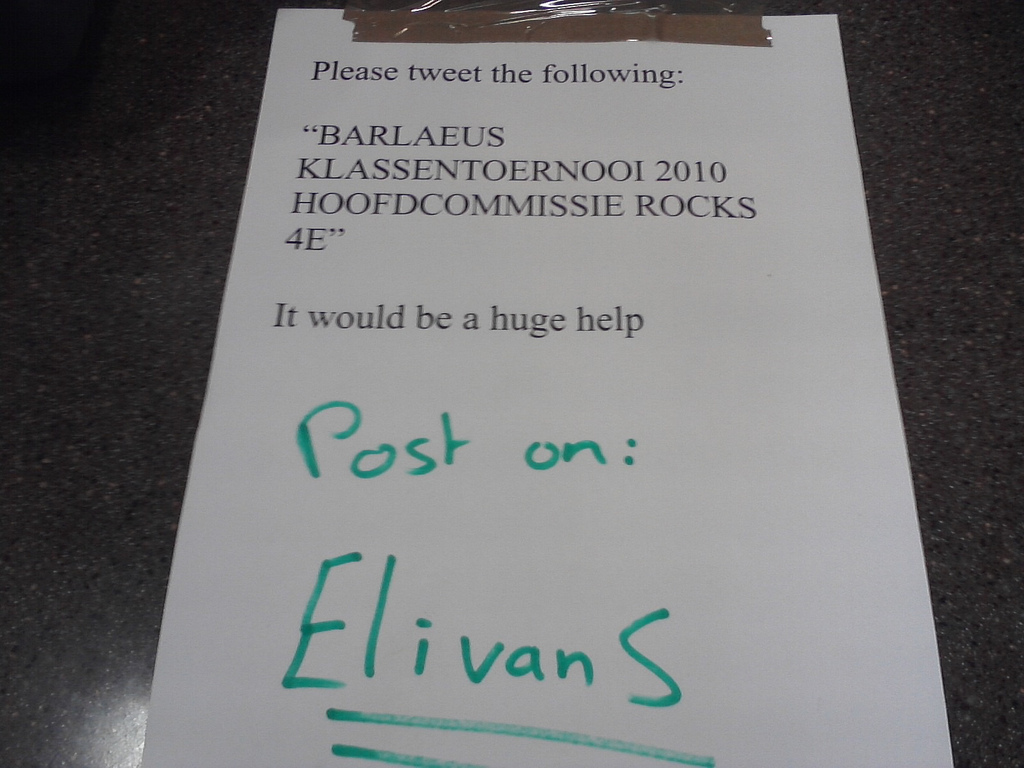 Please tweet the following:
“BARLAEUS
KLASSENTOERNOOI 2010
HOOFDCOMMISSIE ROCKS
4E”
It would be a huge help
Post on:
ElivanS